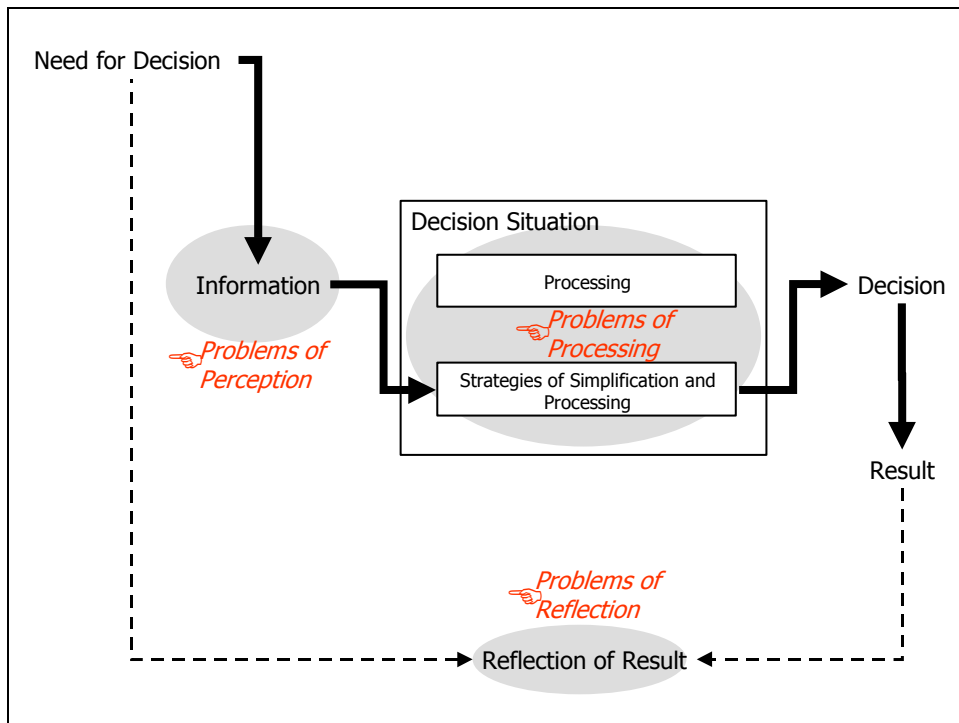 Need for Decision
Decision Situation
Information
Processing
Decision
Problems of
Processing
Problems of
Perception
Strategies of Simplification and
Processing
Result
Problems of
Reflection
Reflection of Result